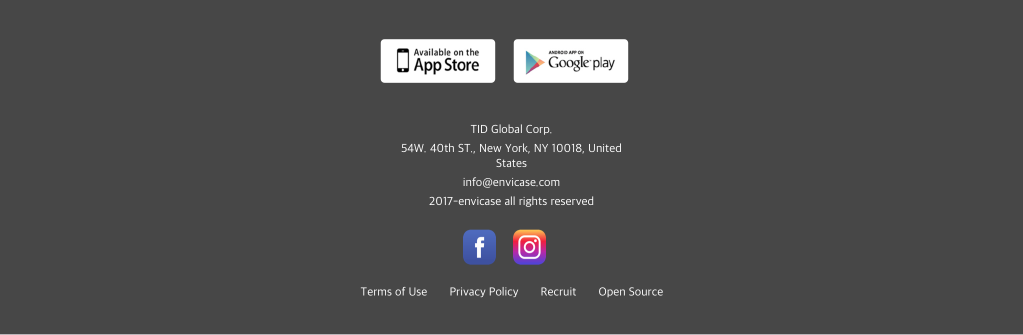 Available on the
App Store
ANDROID APP ON
Google play
TID Global Corp.
54W. 40th ST., New York, NY 10018, United
States
info@envicase.com
2017-envicase all rights reserved
Terms of Use Privacy Policy Recruit Open Source